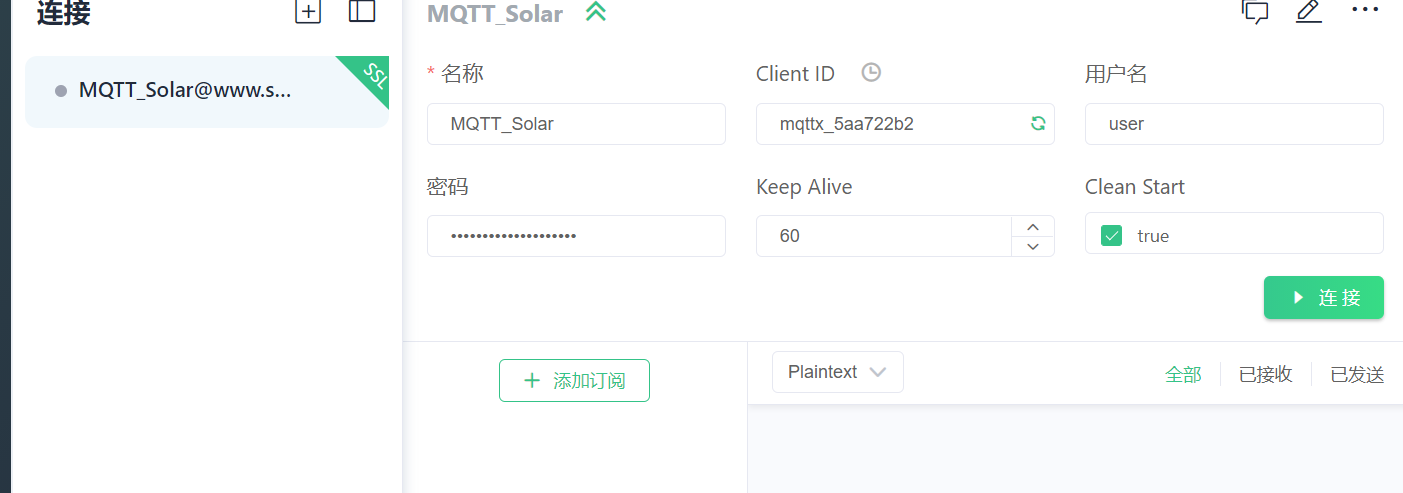 连接
MQTT_Solar@www.s...
SSL
MQTT_Solar
* 名称
Client ID
用户名
MQTT_Solar
mqttx_5aa722b2
user
密码
Keep Alive
Clean Start
••••••••••••••••••••
60
true
连 接
添加订阅
Plaintext
全部
已接收
已发送